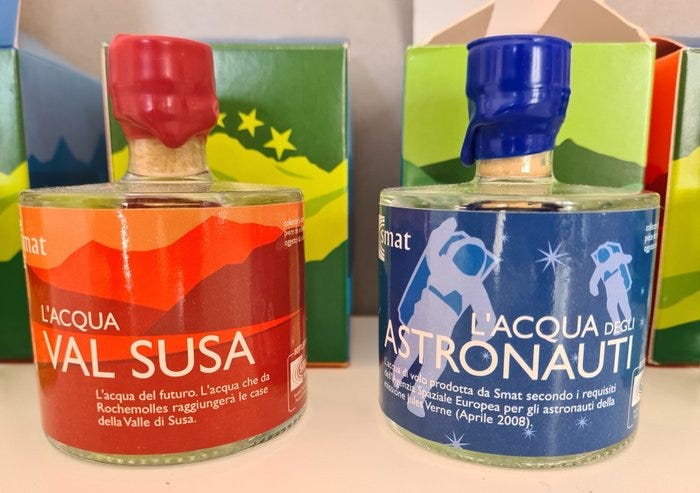 smat
L'ACQUA
VAL SUSA
L'acqua del futuro. L'acqua che da
Rochemolles raggiungerà le case
della Valle di Susa.
smat
L'ACQUA DEGLI
ASTRONAUTI
L'acqua di volo prodotta da Smat secondo i requisiti
dell'Agenzia Spaziale Europea per gli astronauti della
missione Jules Verne (Aprile 2008).